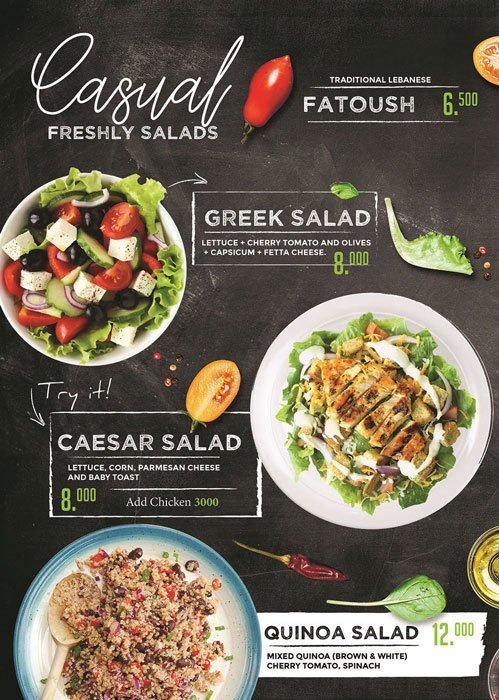 Casual
FRESHLY SALADS
TRADITIONAL LEBANESE
FATOUSH 6.500
GREEK SALAD
LETTUCE + CHERRY TOMATO AND OLIVES
+ CAPSICUM + FETTA CHEESE.
8.000
Try it!
CAESAR SALAD
LETTUCE, CORN, PARMESAN CHEESE
AND BABY TOAST
8.000 Add Chicken 3000
QUINOA SALAD 12.000
MIXED QUINOA (BROWN & WHITE)
CHERRY TOMATO, SPINACH